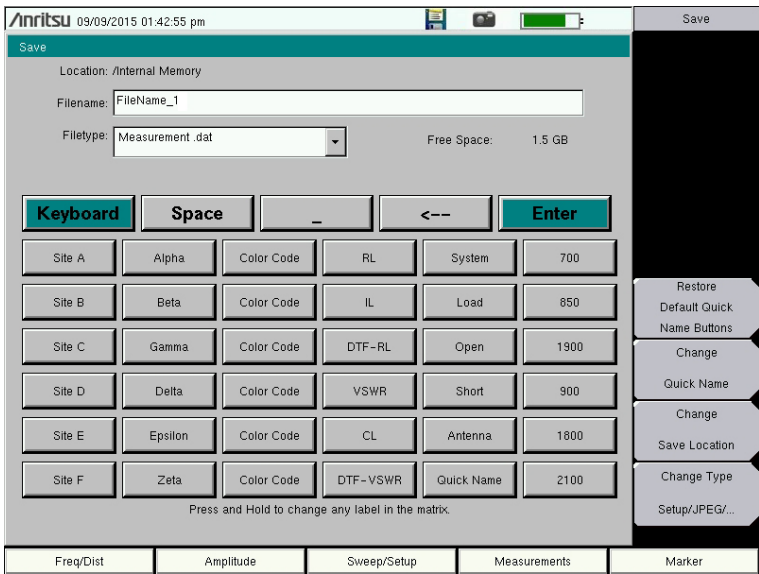 Anritsu 09/09/2015 01:42:55 pm
Save
Save
Location: /Internal Memory
Filename: FileName_1
Filetype: Measurement .dat
Free Space: 1.5 GB
Keyboard Space _ <-- Enter
Site A Alpha Color Code RL System 700
Site B Beta Color Code IL Load 850
Site C Gamma Color Code DTF-RL Open 1900
Site D Delta Color Code VSWR Short 900
Site E Epsilon Color Code CL Antenna 1800
Site F Zeta Color Code DTF-VSWR Quick Name 2100
Press and Hold to change any label in the matrix.
Restore
Default Quick
Name Buttons
Change
Quick Name
Change
Save Location
Change Type
Setup/JPEG/...
Freq/Dist Amplitude Sweep/Setup Measurements Marker